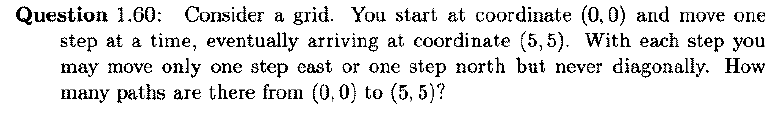 Question 1.60: Consider a grid. You start at coordinate (0, 0) and move one
step at a time, eventually arriving at coordinate (5, 5). With each step you
may move only one step east or one step north but never diagonally. How
many paths are there from (0, 0) to (5, 5)?